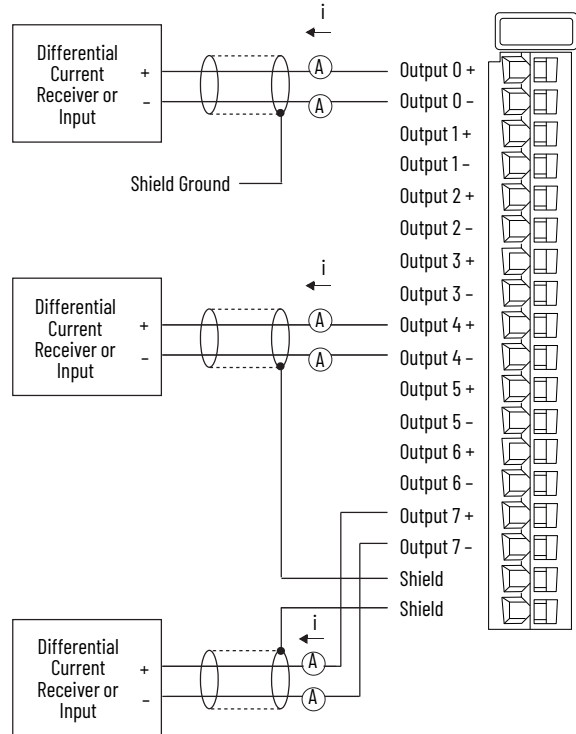 i
Differential
Current
Receiver or
Input
+
–
A
A
Shield Ground
i
Differential
Current
Receiver or
Input
+
–
A
A
i
Differential
Current
Receiver or
Input
+
–
A
A
Output 0 +
Output 0 –
Output 1 +
Output 1 –
Output 2 +
Output 2 –
Output 3 +
Output 3 –
Output 4 +
Output 4 –
Output 5 +
Output 5 –
Output 6 +
Output 6 –
Output 7 +
Output 7 –
Shield
Shield